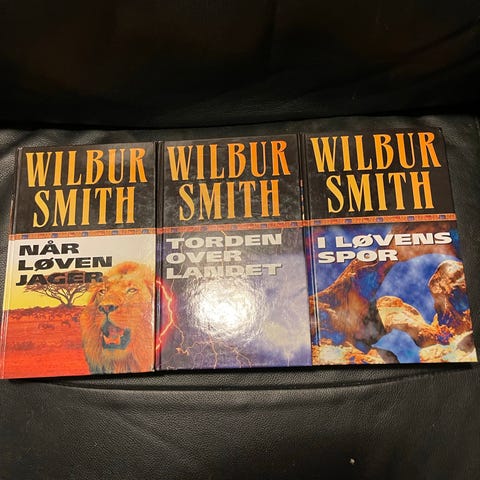 WILBUR
SMITH
NÅR
LØVEN
JAGER
WILBUR
SMITH
TORDEN
OVER
LANDET
WILBUR
SMITH
I LØVENS
SPOR